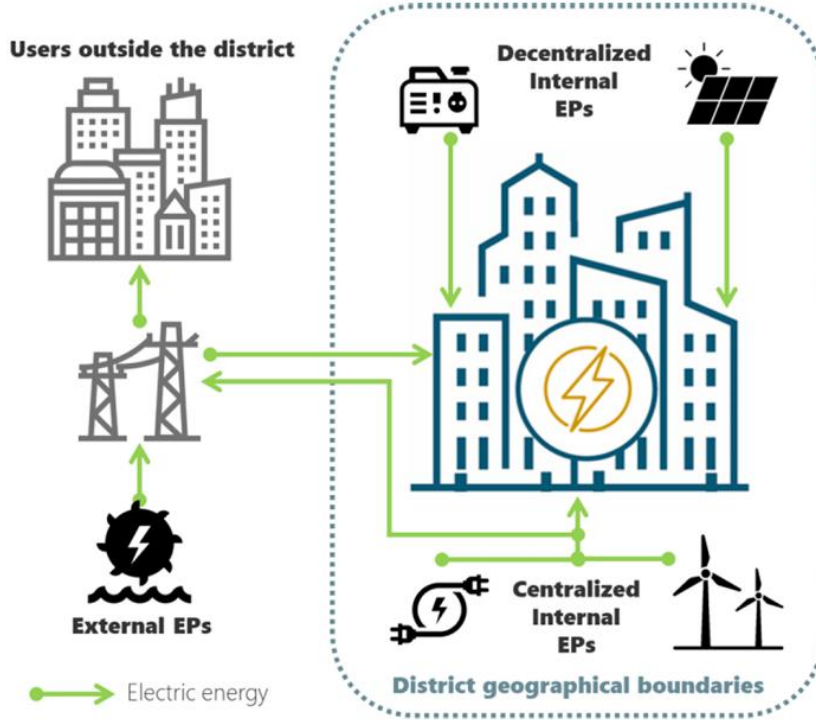 Users outside the district
Decentralized
Internal
EPs
External EPs
Centralized
Internal
EPs
Electric energy
District geographical boundaries